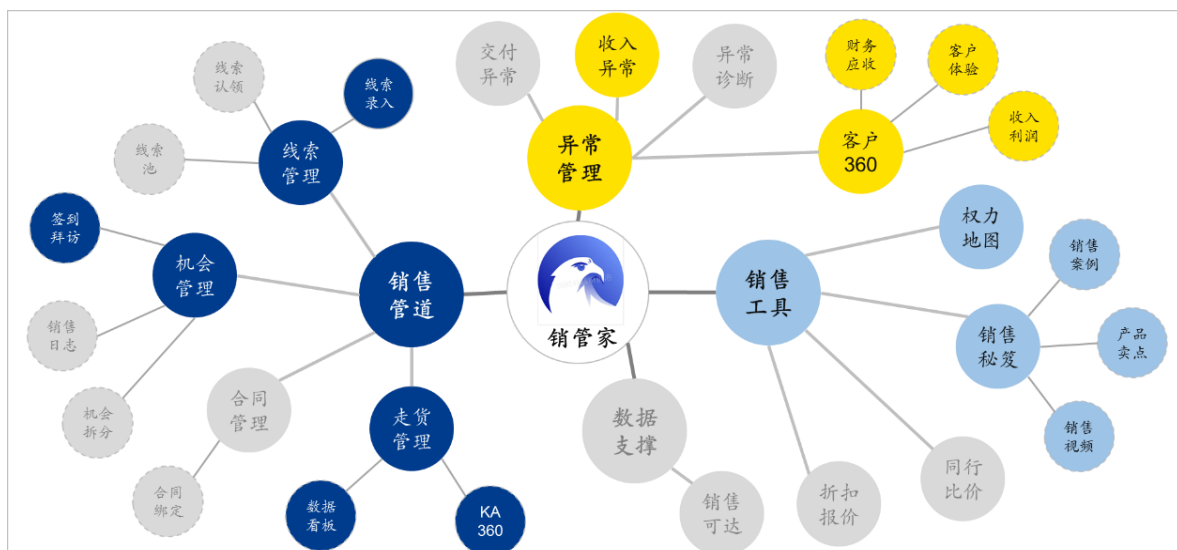 交付
异常
收入
异常
异常
诊断
财务
应收
客户
体验
收入
利润
线索
认领
线索
录入
线索
池
线索
管理
异常
管理
客户
360
签到
拜访
机会
管理
销售
日志
机会
拆分
销售
管道
销管家
销售
工具
权力
地图
销售
案例
产品
卖点
销售
秘笈
销售
视频
合同
管理
合同
绑定
走货
管理
数据
看板
KA
360
数据
支撑
销售
可达
折扣
报价
同行
比价